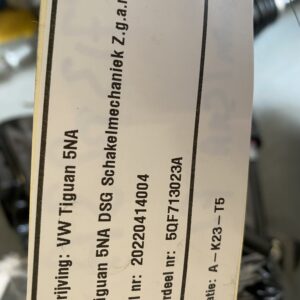 rijving: VW Tiguan 5NA
iguan 5NA DSG Schakelmechaniek Z.g.a.n
l nr: 20220414004
rdeel nr: 5QF713023A
atie: A-K23-T5